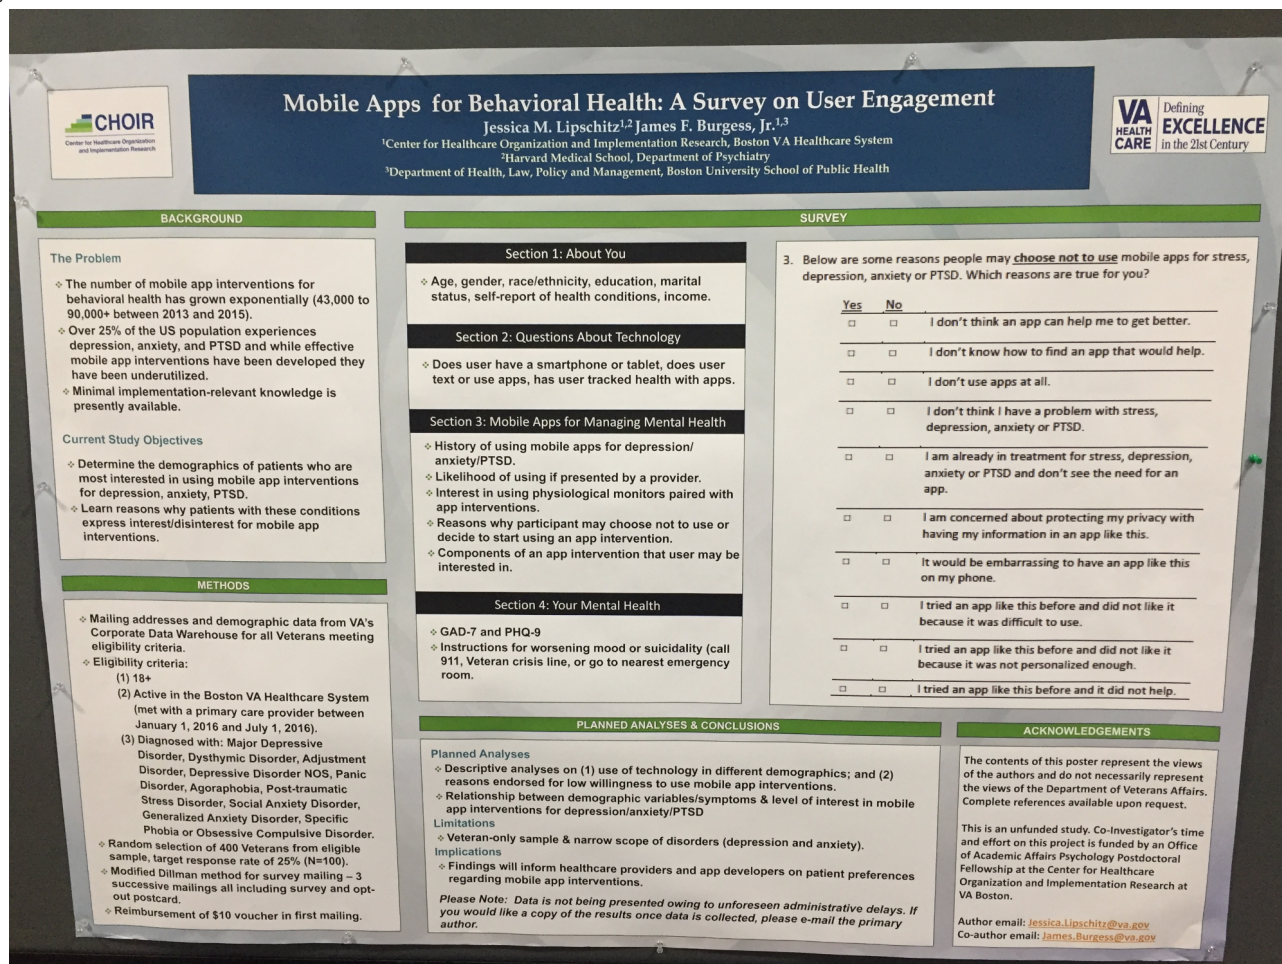 CHOIR
Center for Healthcare Organization
and Implementation Research
Mobile Apps for Behavioral Health: A Survey on User Engagement
Jessica M. Lipschitz1,2 James F. Burgess, Jr.1,3
1Center for Healthcare Organization and Implementation Research, Boston VA Healthcare System
2Harvard Medical School, Department of Psychiatry
3Department of Health, Law, Policy and Management, Boston University School of Public Health
VA
HEALTH
CARE
Defining
EXCELLENCE
in the 21st Century
BACKGROUND
The Problem
❖ The number of mobile app interventions for
behavioral health has grown exponentially (43,000 to
90,000+ between 2013 and 2015).
❖ Over 25% of the US population experiences
depression, anxiety, and PTSD and while effective
mobile app interventions have been developed they
have been underutilized.
❖ Minimal implementation-relevant knowledge is
presently available.
Current Study Objectives
❖ Determine the demographics of patients who are
most interested in using mobile app interventions
for depression, anxiety, PTSD.
❖ Learn reasons why patients with these conditions
express interest/disinterest for mobile app
interventions.
METHODS
❖ Mailing addresses and demographic data from VA's
Corporate Data Warehouse for all Veterans meeting
eligibility criteria.
❖ Eligibility criteria:
(1) 18+
(2) Active in the Boston VA Healthcare System
(met with a primary care provider between
January 1, 2016 and July 1, 2016).
(3) Diagnosed with: Major Depressive
Disorder, Dysthymic Disorder, Adjustment
Disorder, Depressive Disorder NOS, Panic
Disorder, Agoraphobia, Post-traumatic
Stress Disorder, Social Anxiety Disorder,
Generalized Anxiety Disorder, Specific
Phobia or Obsessive Compulsive Disorder.
❖ Random selection of 400 Veterans from eligible
sample, target response rate of 25% (N=100).
❖ Modified Dillman method for survey mailing – 3
successive mailings all including survey and opt-
out postcard.
❖ Reimbursement of $10 voucher in first mailing.
SURVEY
Section 1: About You
❖ Age, gender, race/ethnicity, education, marital
status, self-report of health conditions, income.
Section 2: Questions About Technology
❖ Does user have a smartphone or tablet, does user
text or use apps, has user tracked health with apps.
Section 3: Mobile Apps for Managing Mental Health
❖ History of using mobile apps for depression/
anxiety/PTSD.
❖ Likelihood of using if presented by a provider.
❖ Interest in using physiological monitors paired with
app interventions.
❖ Reasons why participant may choose not to use or
decide to start using an app intervention.
❖ Components of an app intervention that user may be
interested in.
Section 4: Your Mental Health
❖ GAD-7 and PHQ-9
❖ Instructions for worsening mood or suicidality (call
911, Veteran crisis line, or go to nearest emergency
room.
3. Below are some reasons people may choose not to use mobile apps for stress,
depression, anxiety or PTSD. Which reasons are true for you?
Yes No
☐ ☐ I don't think an app can help me to get better.
☐ ☐ I don't know how to find an app that would help.
☐ ☐ I don't use apps at all.
☐ ☐ I don't think I have a problem with stress,
depression, anxiety or PTSD.
☐ ☐ I am already in treatment for stress, depression,
anxiety or PTSD and don't see the need for an
app.
☐ ☐ I am concerned about protecting my privacy with
having my information in an app like this.
☐ ☐ It would be embarrassing to have an app like this
on my phone.
☐ ☐ I tried an app like this before and did not like it
because it was difficult to use.
☐ ☐ I tried an app like this before and did not like it
because it was not personalized enough.
☐ ☐ I tried an app like this before and it did not help.
PLANNED ANALYSES & CONCLUSIONS
Planned Analyses
❖ Descriptive analyses on (1) use of technology in different demographics; and (2)
reasons endorsed for low willingness to use mobile app interventions.
❖ Relationship between demographic variables/symptoms & level of interest in mobile
app interventions for depression/anxiety/PTSD
Limitations
❖ Veteran-only sample & narrow scope of disorders (depression and anxiety).
Implications
❖ Findings will inform healthcare providers and app developers on patient preferences
regarding mobile app interventions.
Please Note: Data is not being presented owing to unforeseen administrative delays. If
you would like a copy of the results once data is collected, please e-mail the primary
author.
ACKNOWLEDGEMENTS
The contents of this poster represent the views
of the authors and do not necessarily represent
the views of the Department of Veterans Affairs.
Complete references available upon request.
This is an unfunded study. Co-Investigator's time
and effort on this project is funded by an Office
of Academic Affairs Psychology Postdoctoral
Fellowship at the Center for Healthcare
Organization and Implementation Research at
VA Boston.
Author email: Jessica.Lipschitz@va.gov
Co-author email: James.Burgess@va.gov